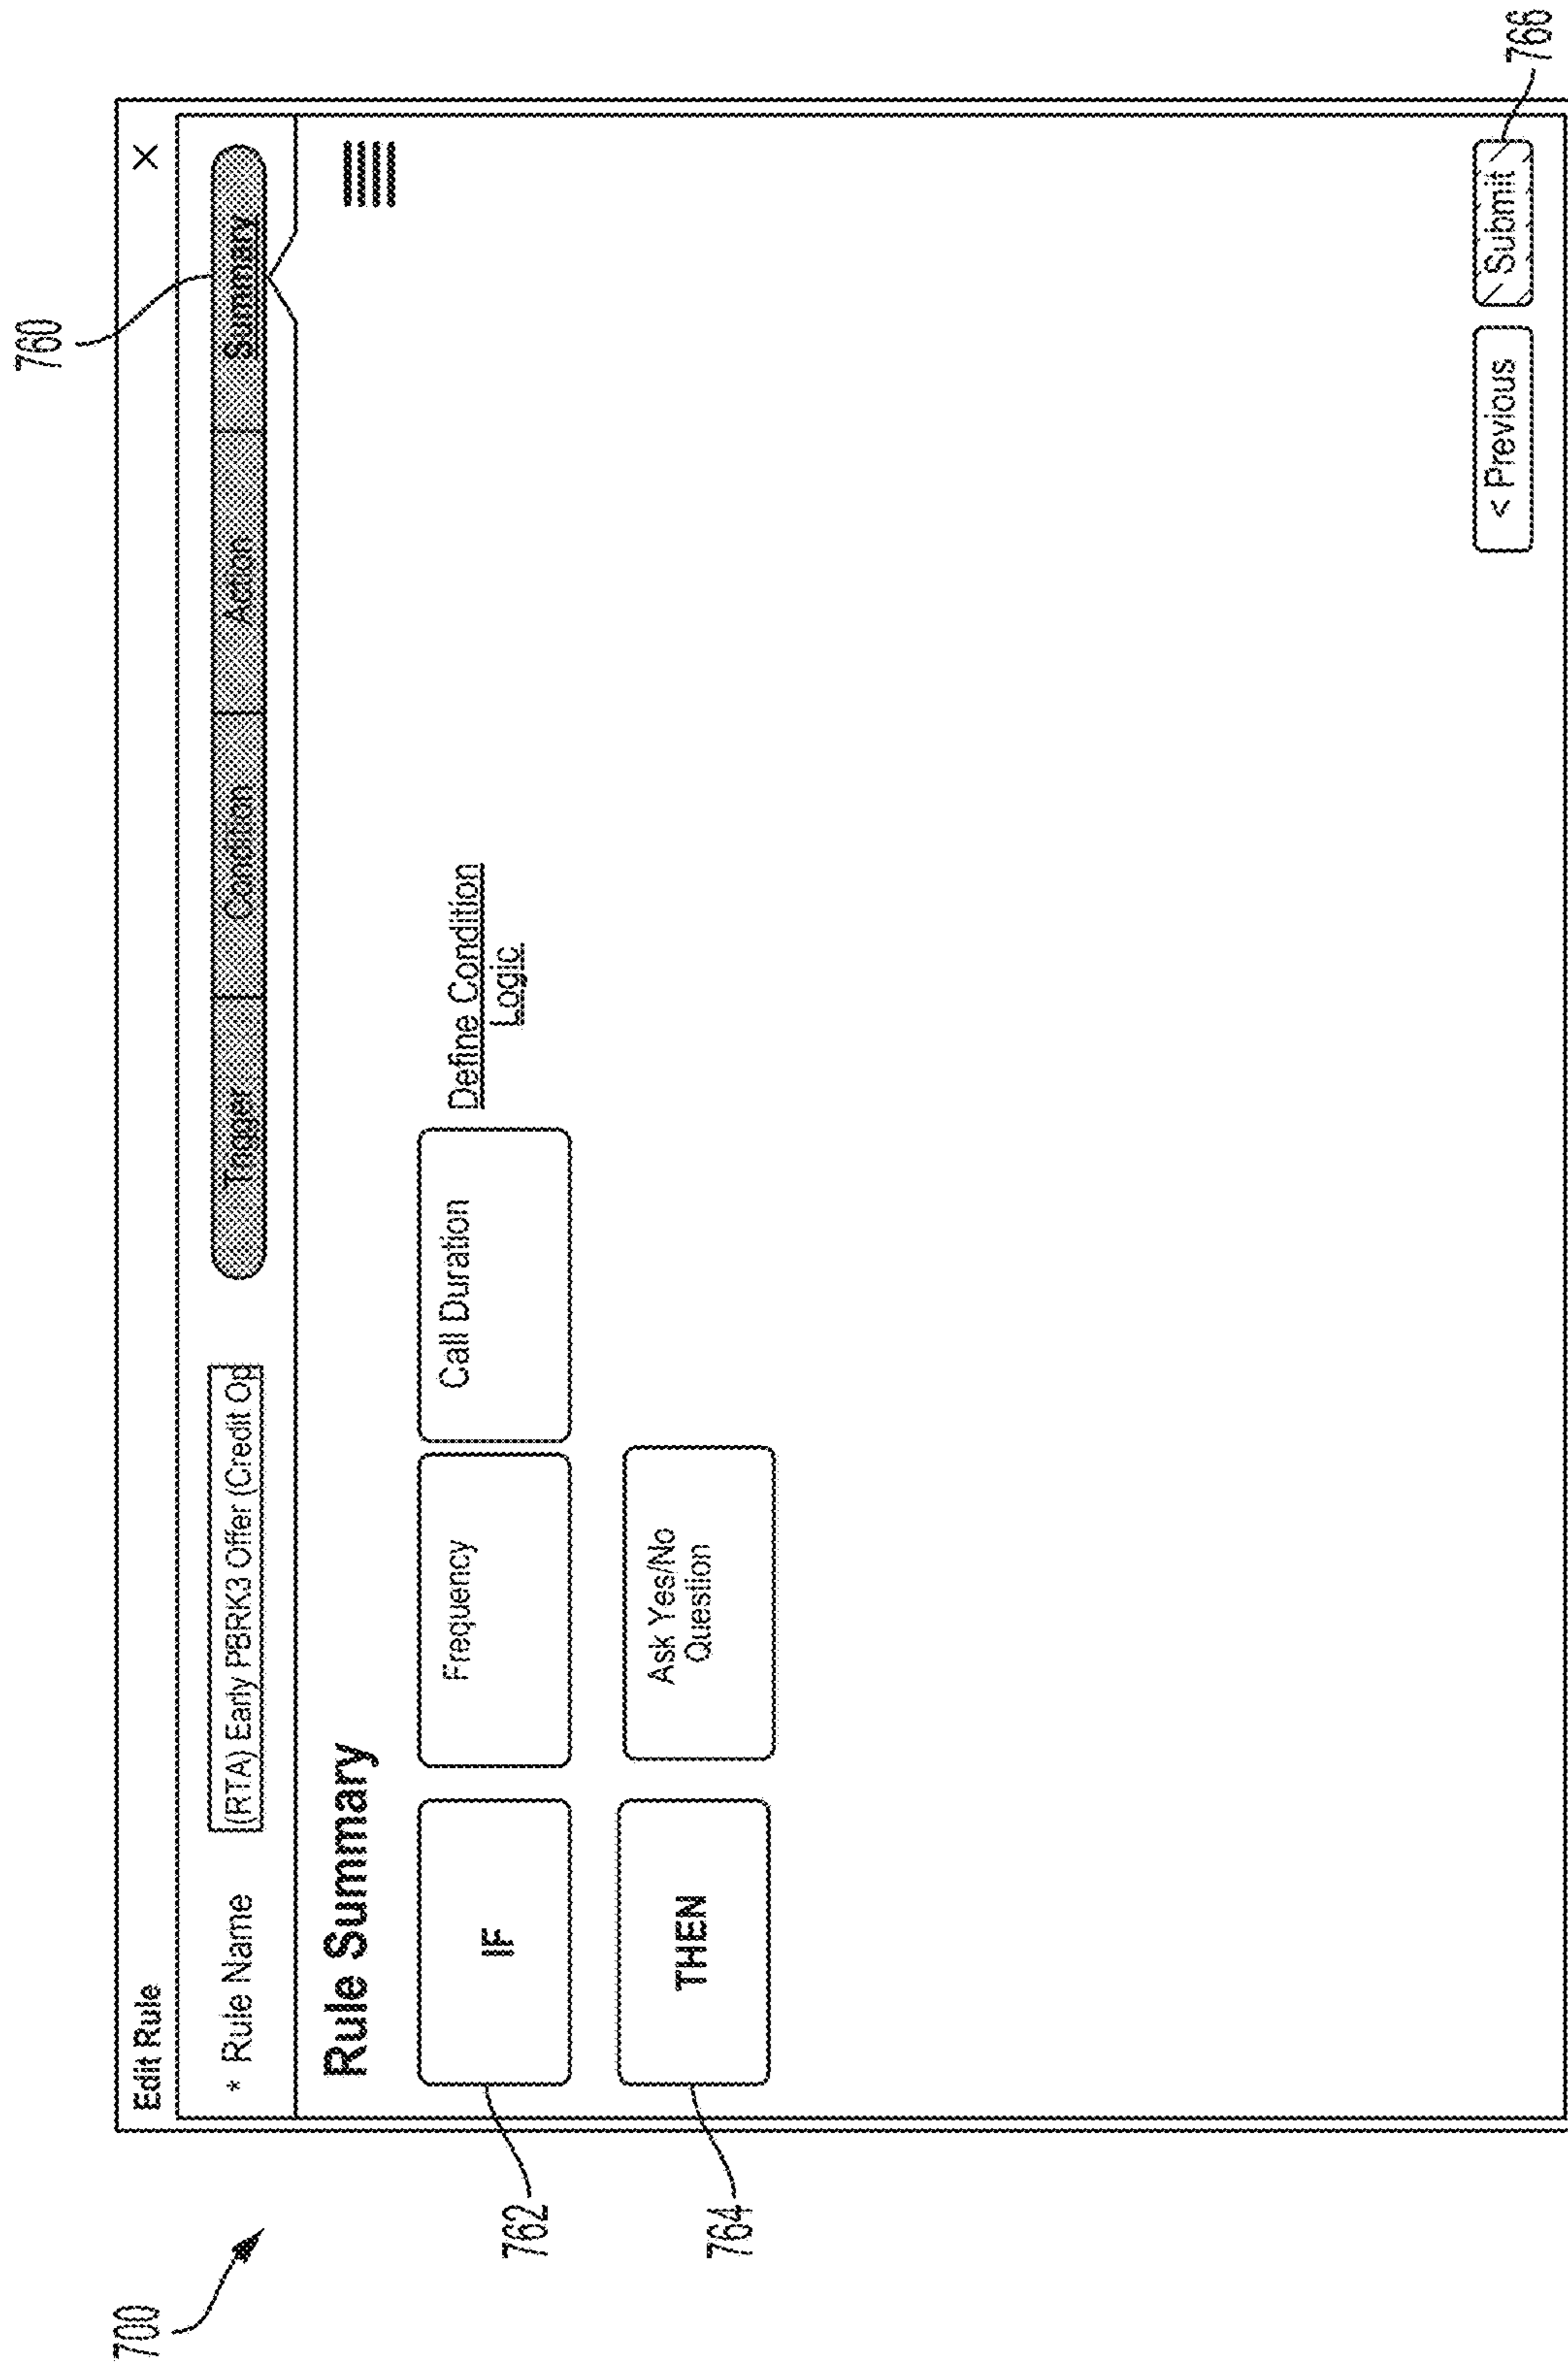 700
760
Edit Rule
X
* Rule Name
(RTA) Early PBRK3 Offer (Credit Op
Trigger
Condition
Action
Summary
Rule Summary
762
IF
Frequency
Call Duration
Define Condition
Logic
764
THEN
Ask Yes/No
Question
< Previous
Submit
766